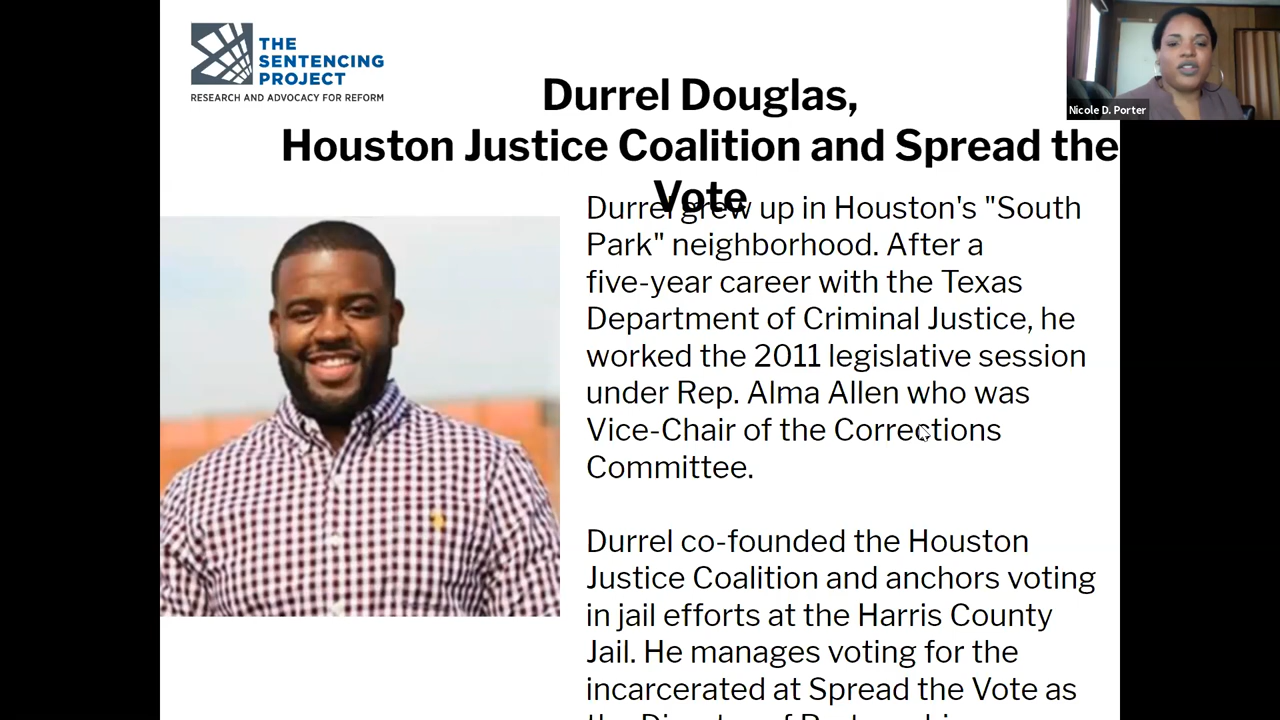 THE
SENTENCING
PROJECT
RESEARCH AND ADVOCACY FOR REFORM
Nicole D. Porter
Durrel Douglas,
Houston Justice Coalition and Spread the
Vote
Durrel grew up in Houston's "South
Park" neighborhood. After a
five-year career with the Texas
Department of Criminal Justice, he
worked the 2011 legislative session
under Rep. Alma Allen who was
Vice-Chair of the Corrections
Committee.
Durrel co-founded the Houston
Justice Coalition and anchors voting
in jail efforts at the Harris County
Jail. He manages voting for the
incarcerated at Spread the Vote as